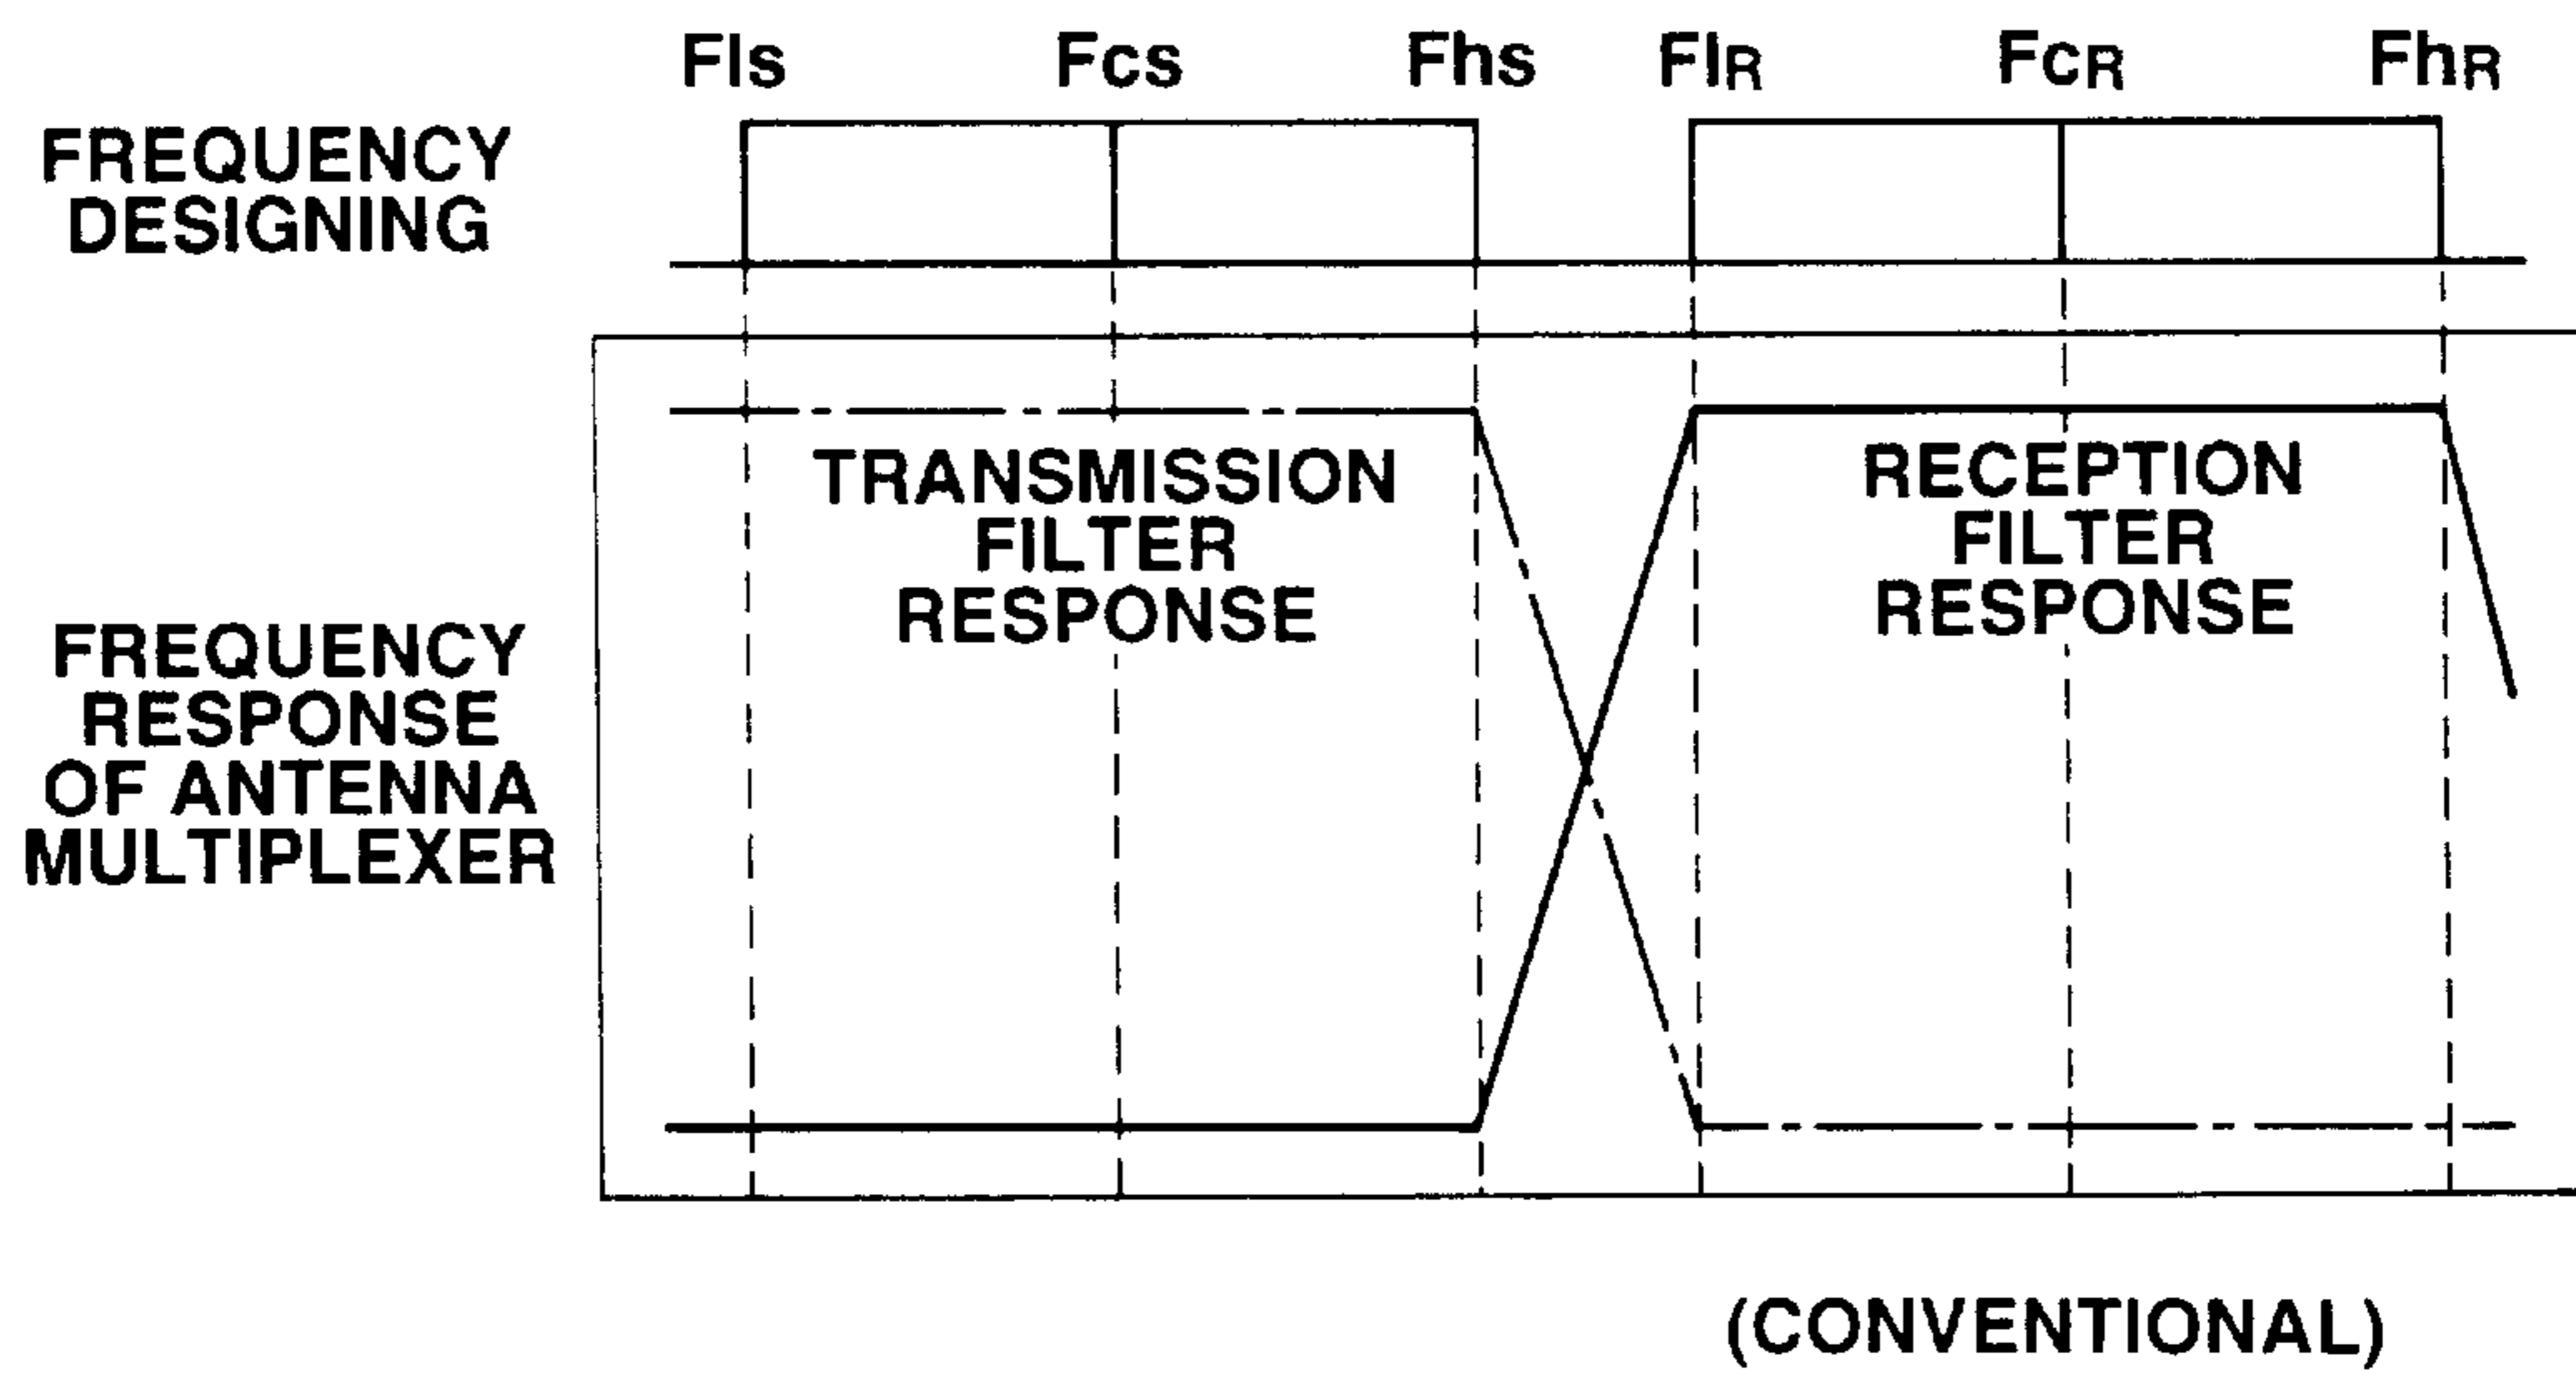 Fls Fcs Fhs FlR FcR FhR
FREQUENCY
DESIGNING
TRANSMISSION
FILTER
RESPONSE
RECEPTION
FILTER
RESPONSE
FREQUENCY
RESPONSE
OF ANTENNA
MULTIPLEXER
(CONVENTIONAL)